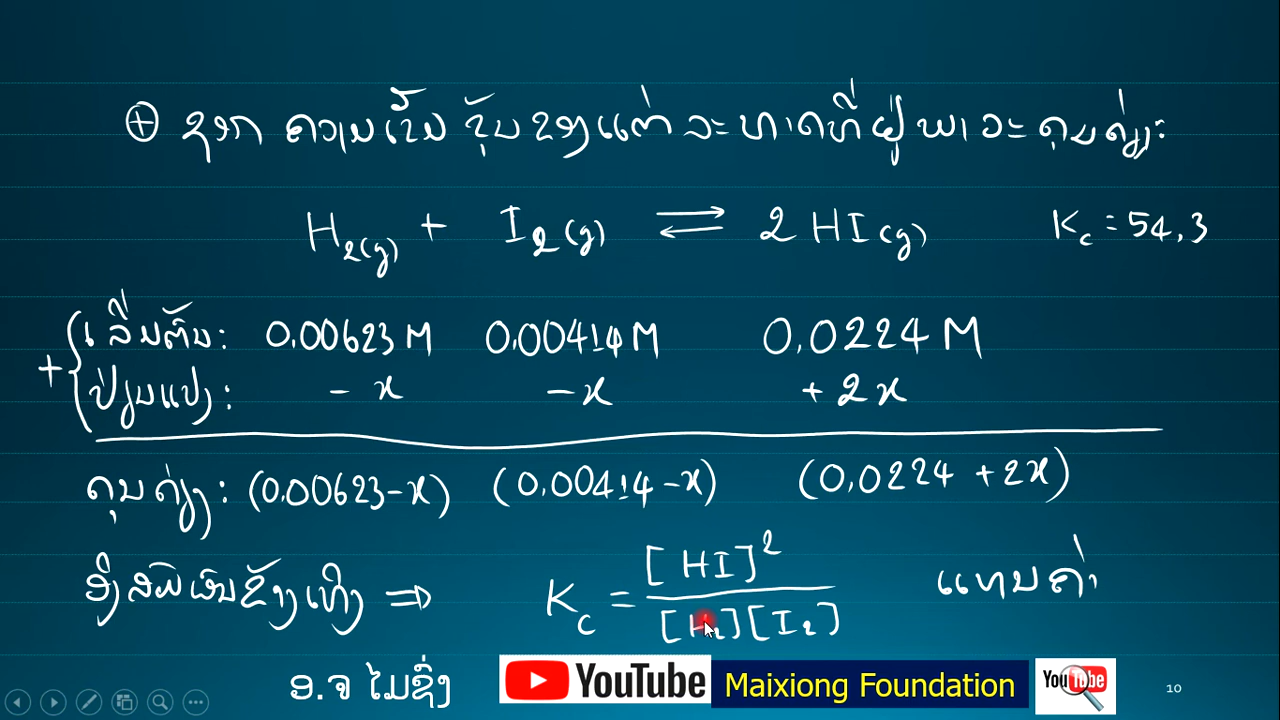 ⊕ ຊອກ ຄວາມເຂັ້ມ ຂຸ້ນຂອງແຕ່ລະທາດທີ່ຢູ່ພາວະດຸນດ່ຽງ:
H₂(g) + I₂(g) ⇌ 2 HI(g) Kc = 54,3
ເລີ່ມຕົ້ນ: 0,00623 M 0,00414 M 0,0224 M
+ { ປ່ຽນແປງ: - x - x + 2x
ດຸນດ່ຽງ: (0,00623 - x) (0,00414 - x) (0,0224 + 2x)
ອີງສົມຜົນຂ້າງເທິງ ⇒ Kc = [HI]² / [H₂][I₂] ແທນຄ່າ
ອ.ຈ ໄມຊົ່ງ YouTube Maixiong Foundation YouTube 10